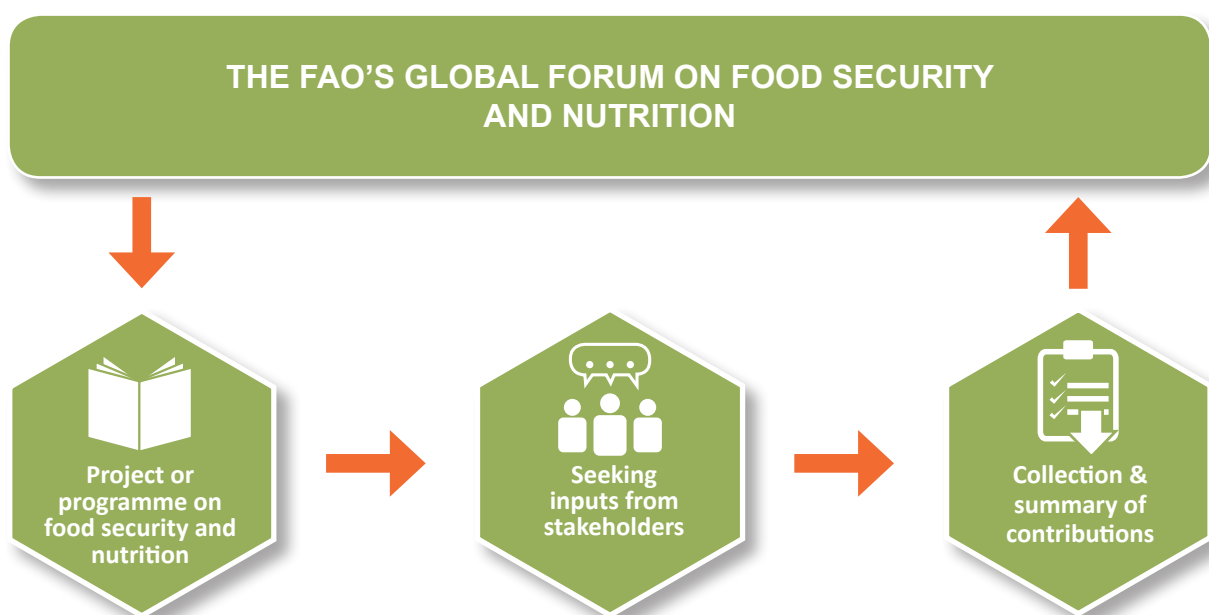 THE FAO’S GLOBAL FORUM ON FOOD SECURITY
AND NUTRITION
Project or
programme on
food security and
nutrition
Seeking
inputs from
stakeholders
Collection &
summary of
contributions